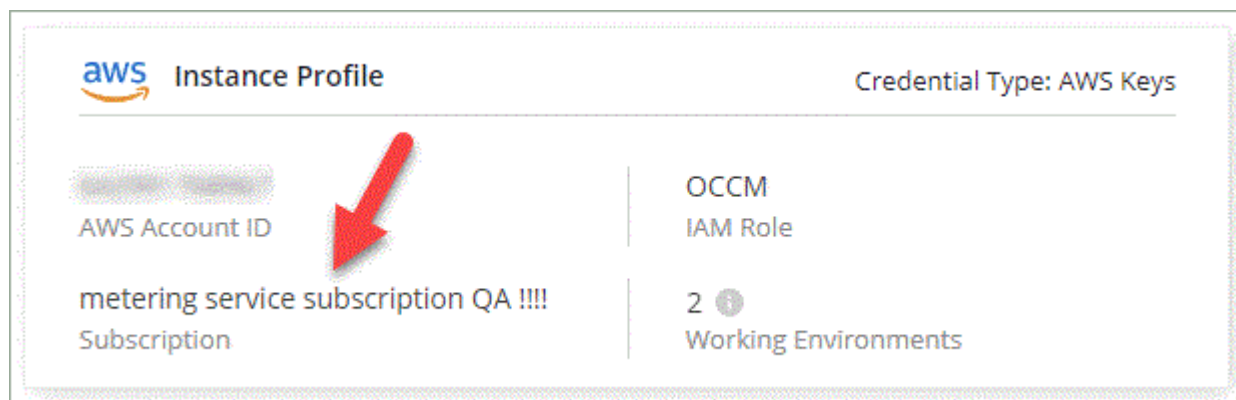 aws Instance Profile
Credential Type: AWS Keys
AWS Account ID
OCCM
IAM Role
metering service subscription QA !!!!
Subscription
2
Working Environments